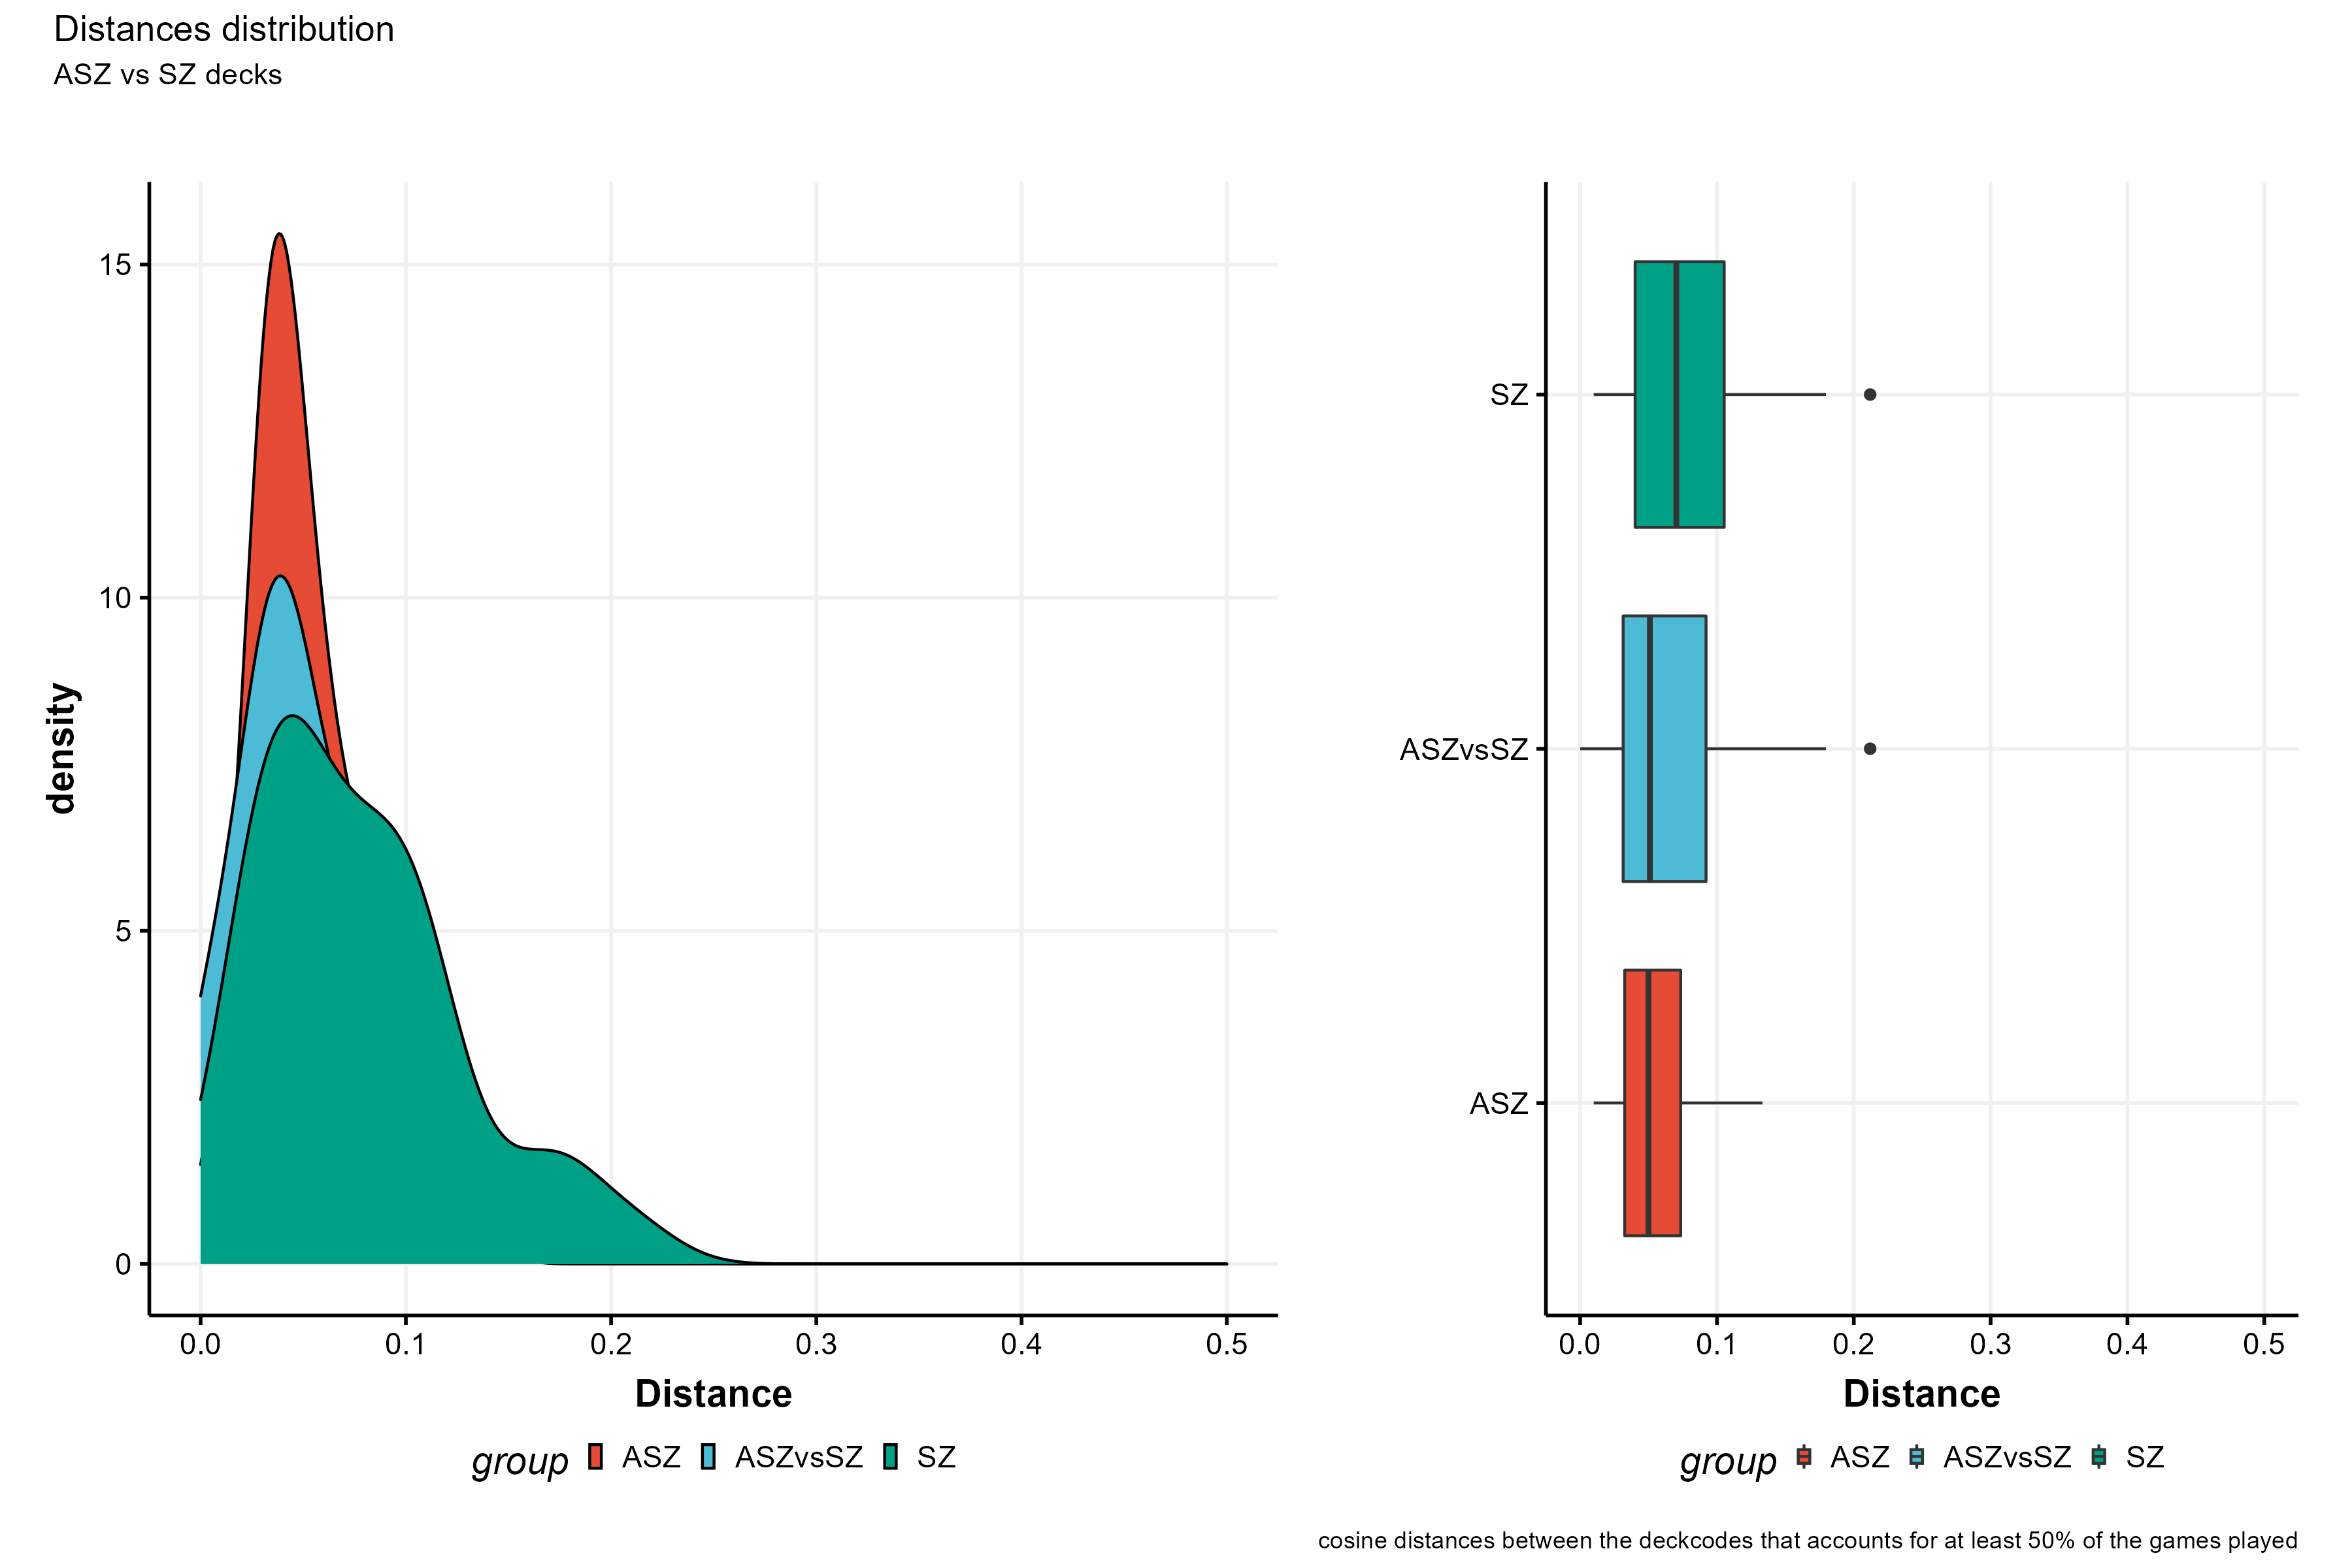 Distances distribution
ASZ vs SZ decks
density
15
10
5
0
0.0 0.1 0.2 0.3 0.4 0.5
Distance
group ASZ ASZvsSZ SZ
SZ
ASZvsSZ
ASZ
0.0 0.1 0.2 0.3 0.4 0.5
Distance
group ASZ ASZvsSZ SZ
cosine distances between the deckcodes that accounts for at least 50% of the games played